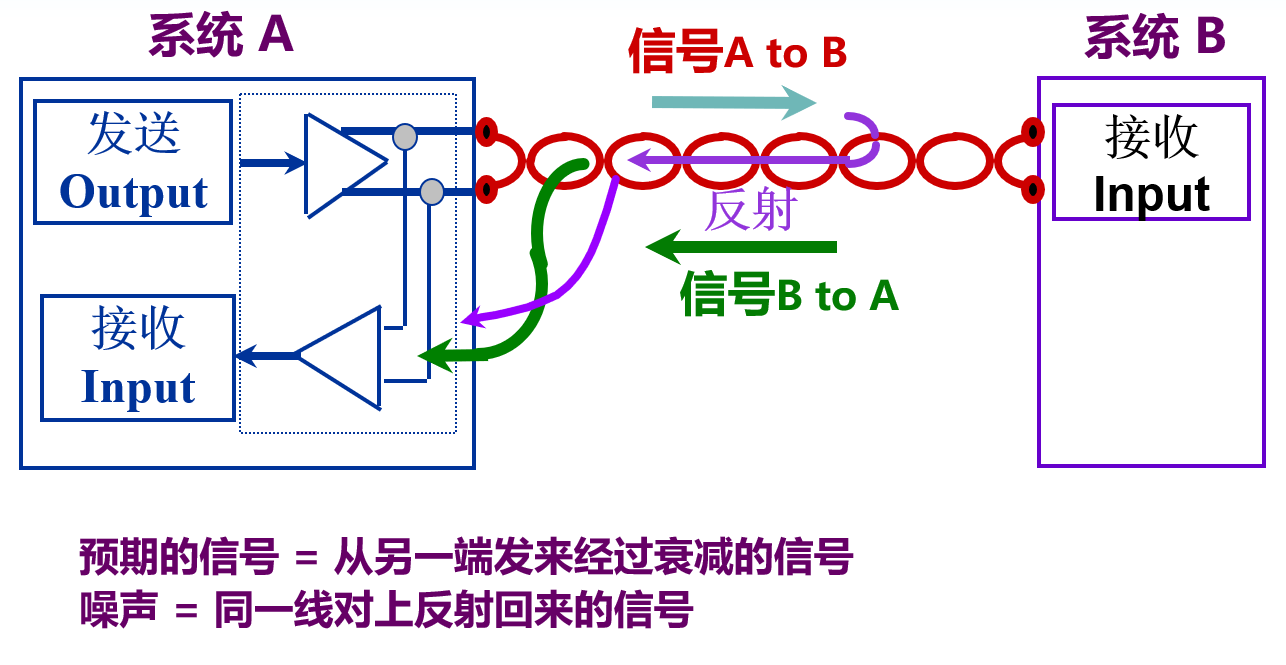 系统 A
系统 B
信号A to B
发送
Output
接收
Input
反射
信号B to A
接收
Input
预期的信号 = 从另一端发来经过衰减的信号
噪声 = 同一线对上反射回来的信号